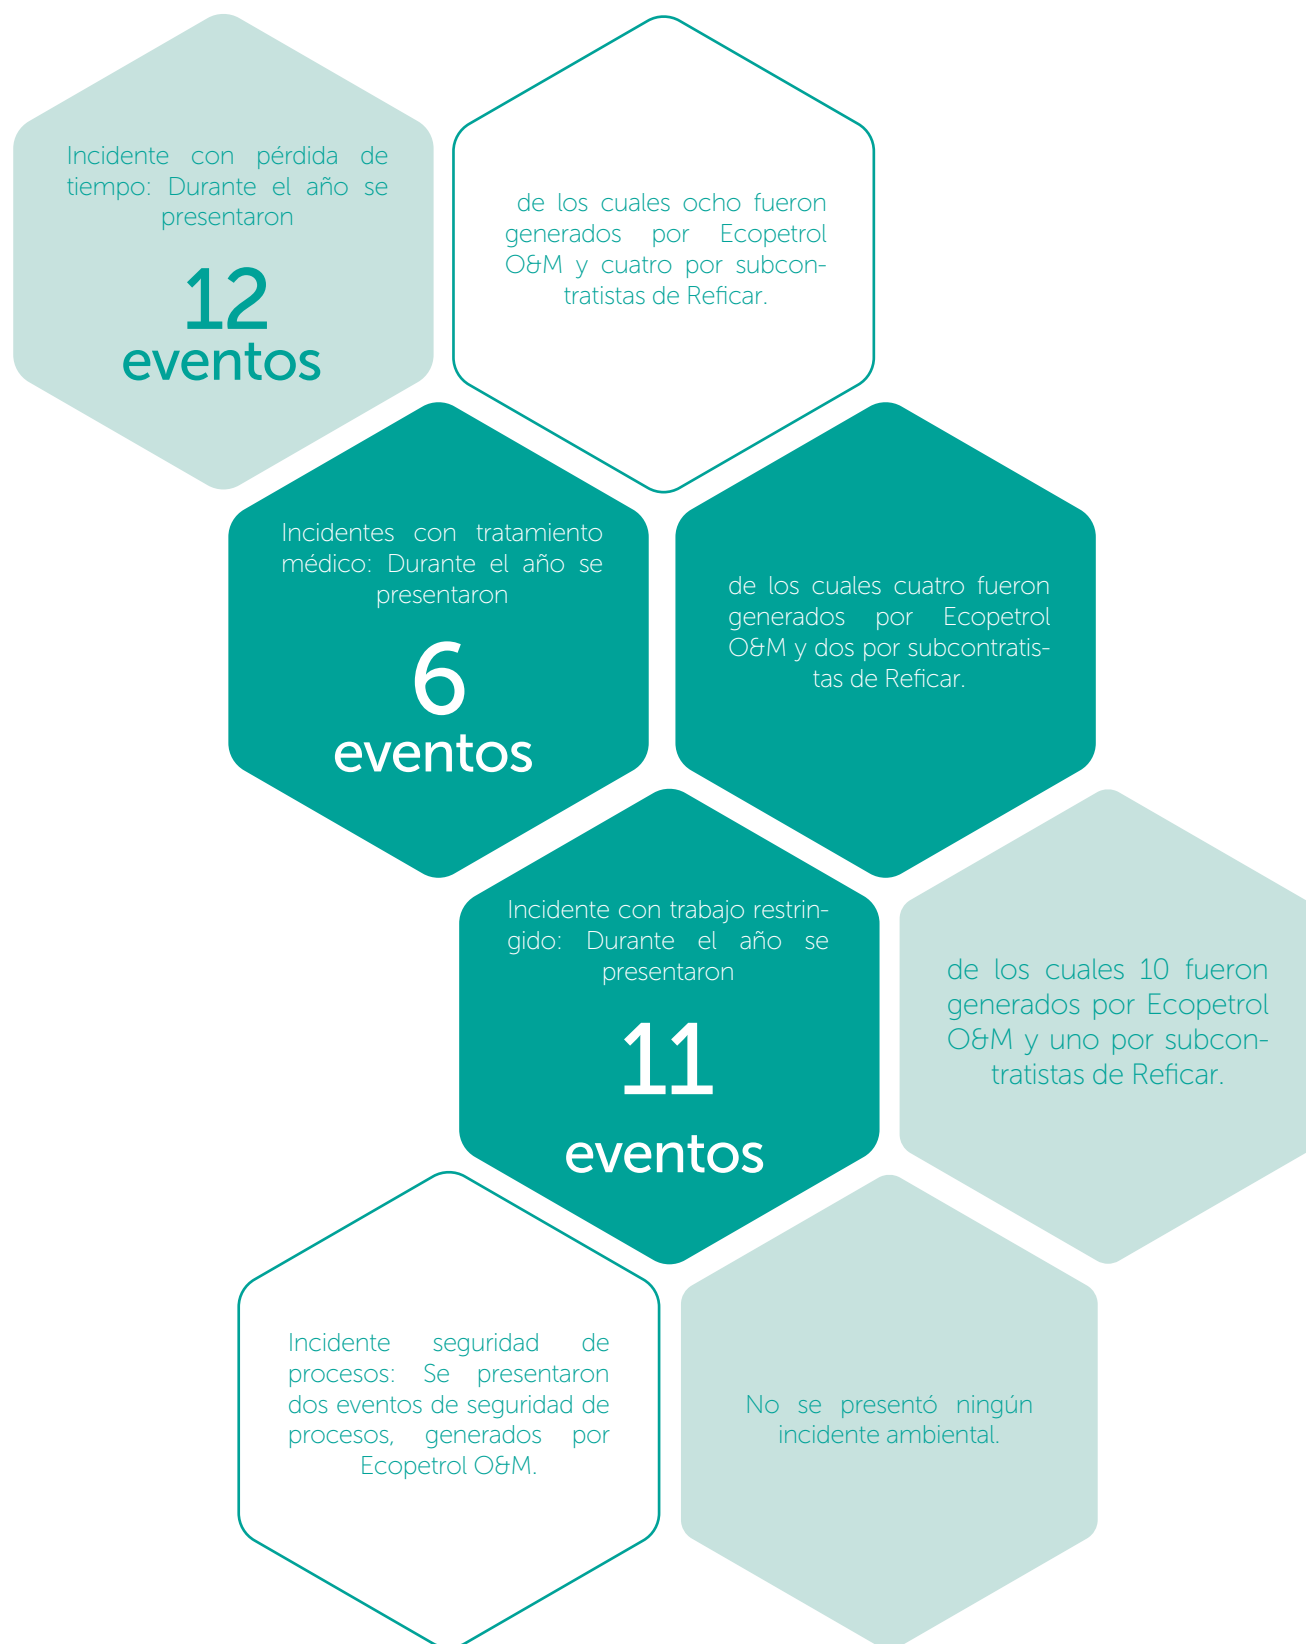 Incidente con pérdida de
tiempo: Durante el año se
presentaron
12
eventos
de los cuales ocho fueron
generados por Ecopetrol
O&M y cuatro por subcon-
tratistas de Reficar.
Incidentes con tratamiento
médico: Durante el año se
presentaron
6
eventos
de los cuales cuatro fueron
generados por Ecopetrol
O&M y dos por subcontratis-
tas de Reficar.
Incidente con trabajo restrin-
gido: Durante el año se
presentaron
11
eventos
de los cuales 10 fueron
generados por Ecopetrol
O&M y uno por subcon-
tratistas de Reficar.
Incidente seguridad de
procesos: Se presentaron
dos eventos de seguridad de
procesos, generados por
Ecopetrol O&M.
No se presentó ningún
incidente ambiental.